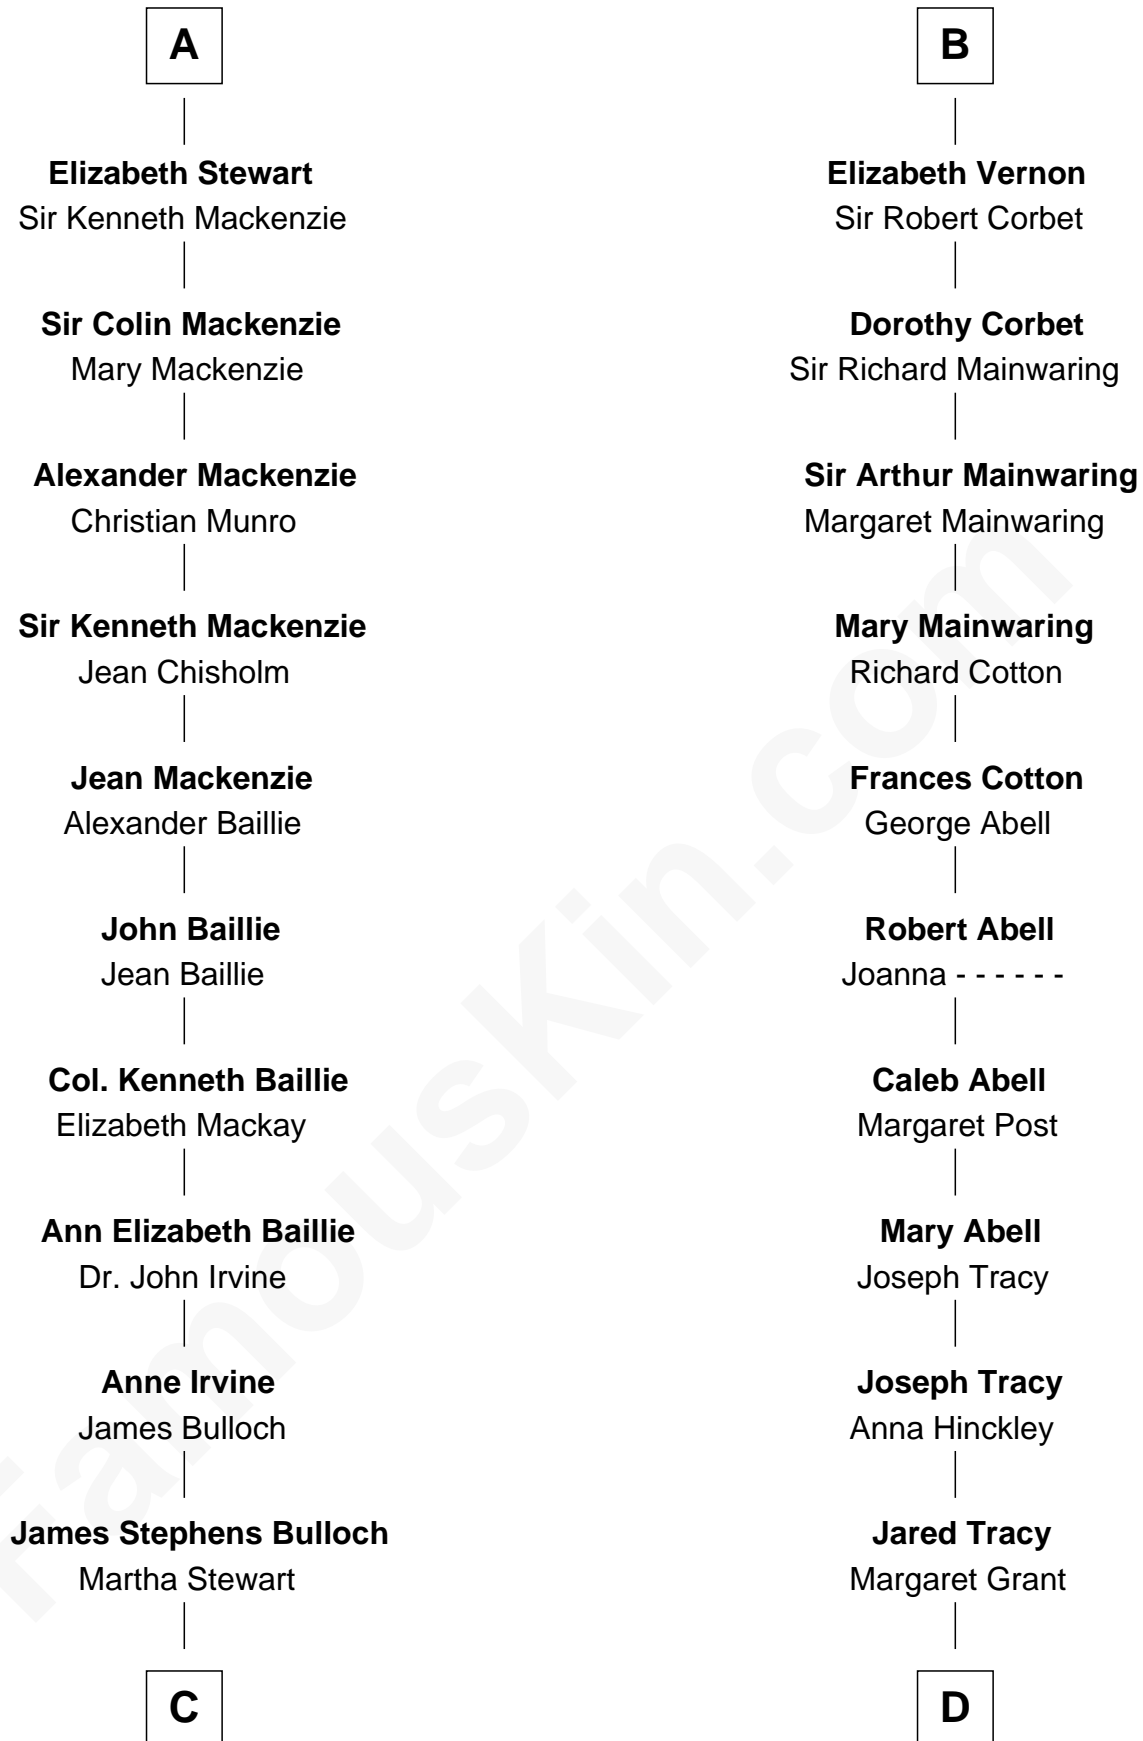 A
Elizabeth Stewart
Sir Kenneth Mackenzie
Sir Colin Mackenzie
Mary Mackenzie
Alexander Mackenzie
Christian Munro
Sir Kenneth Mackenzie
Jean Chisholm
Jean Mackenzie
Alexander Baillie
John Baillie
Jean Baillie
Col. Kenneth Baillie
Elizabeth Mackay
Ann Elizabeth Baillie
Dr. John Irvine
Anne Irvine
James Bulloch
James Stephens Bulloch
Martha Stewart
C
B
Elizabeth Vernon
Sir Robert Corbet
Dorothy Corbet
Sir Richard Mainwaring
Sir Arthur Mainwaring
Margaret Mainwaring
Mary Mainwaring
Richard Cotton
Frances Cotton
George Abell
Robert Abell
Joanna - - - - - -
Caleb Abell
Margaret Post
Mary Abell
Joseph Tracy
Joseph Tracy
Anna Hinckley
Jared Tracy
Margaret Grant
D
FamousKin.com